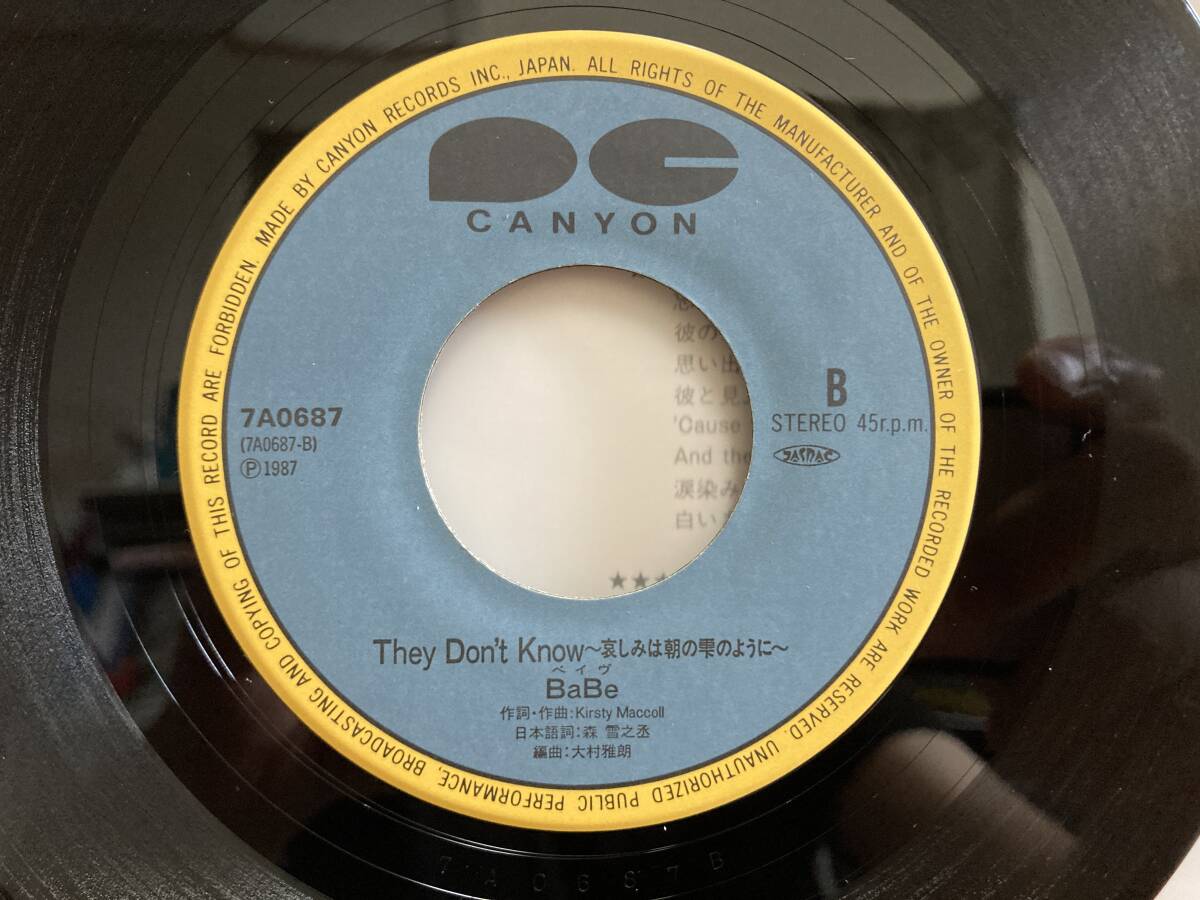 MADE BY CANYON RECORDS INC., JAPAN. ALL RIGHTS OF THE MANUFACTURER AND OF THE OWNER OF THE RECORDED WORK ARE RESERVED. UNAUTHORIZED PUBLIC PERFORMANCE, BROADCASTING AND COPYING OF THIS RECORD ARE FORBIDDEN.
CANYON
7A0687
(7A0687-B)
Ⓟ1987
B
STEREO 45r.p.m.
JASRAC
彼の
思い出
彼と見
'Cause
And the
涙染み
白い
★★
They Don't Know〜哀しみは朝の雫のように〜
ベイヴ
BaBe
作詞・作曲:Kirsty Maccoll
日本語詞:森 雪之丞
編曲:大村雅朗
7A0687B